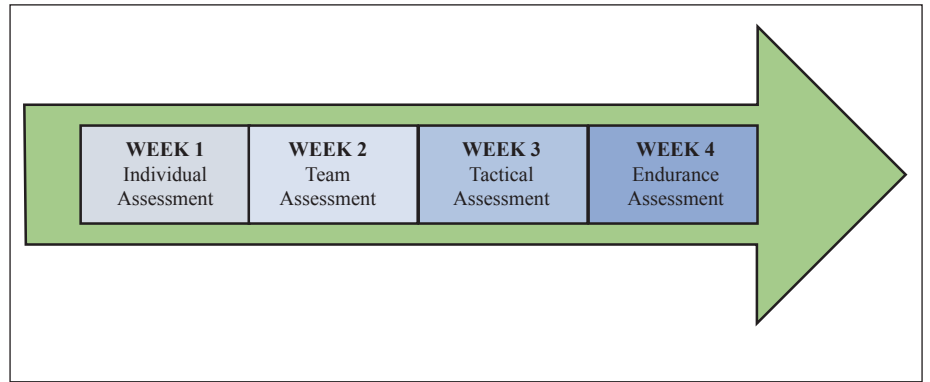 WEEK 1
Individual
Assessment
WEEK 2
Team
Assessment
WEEK 3
Tactical
Assessment
WEEK 4
Endurance
Assessment